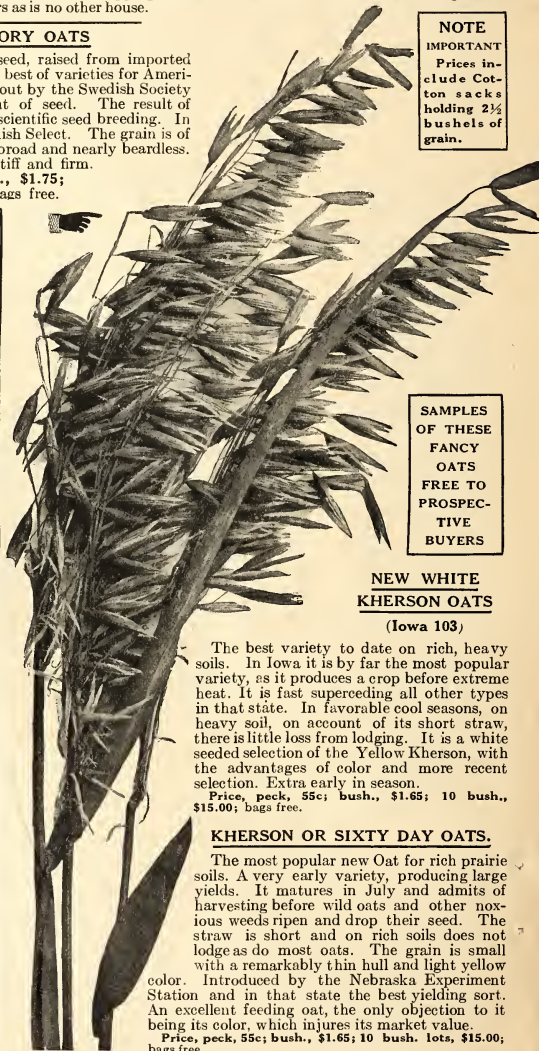 rs as is no other house.
ORY OATS
seed, raised from imported
best of varieties for Ameri-
out by the Swedish Society
nt of seed. The result of
scientific seed breeding. In
ish Select. The grain is of
broad and nearly beardless.
tiff and firm.
., $1.75;
ags free.
NOTE
IMPORTANT
Prices in-
clude Cot-
ton sacks
holding 2½
bushels of
grain.
SAMPLES
OF THESE
FANCY
OATS
FREE TO
PROSPEC-
TIVE
BUYERS
NEW WHITE
KHERSON OATS
(Iowa 103)
The best variety to date on rich, heavy
soils. In Iowa it is by far the most popular
variety, as it produces a crop before extreme
heat. It is fast superceding all other types
in that state. In favorable cool seasons, on
heavy soil, on account of its short straw,
there is little loss from lodging. It is a white
seeded selection of the Yellow Kherson, with
the advantages of color and more recent
selection. Extra early in season.
Price, peck, 55c; bush., $1.65; 10 bush.,
$15.00; bags free.
KHERSON OR SIXTY DAY OATS.
The most popular new Oat for rich prairie
soils. A very early variety, producing large
yields. It matures in July and admits of
harvesting before wild oats and other nox-
ious weeds ripen and drop their seed. The
straw is short and on rich soils does not
lodge as do most oats. The grain is small
with a remarkably thin hull and light yellow
color. Introduced by the Nebraska Experiment
Station and in that state the best yielding sort.
An excellent feeding oat, the only objection to it
being its color, which injures its market value.
Price, peck, 55c; bush., $1.65; 10 bush. lots, $15.00;
bags free.